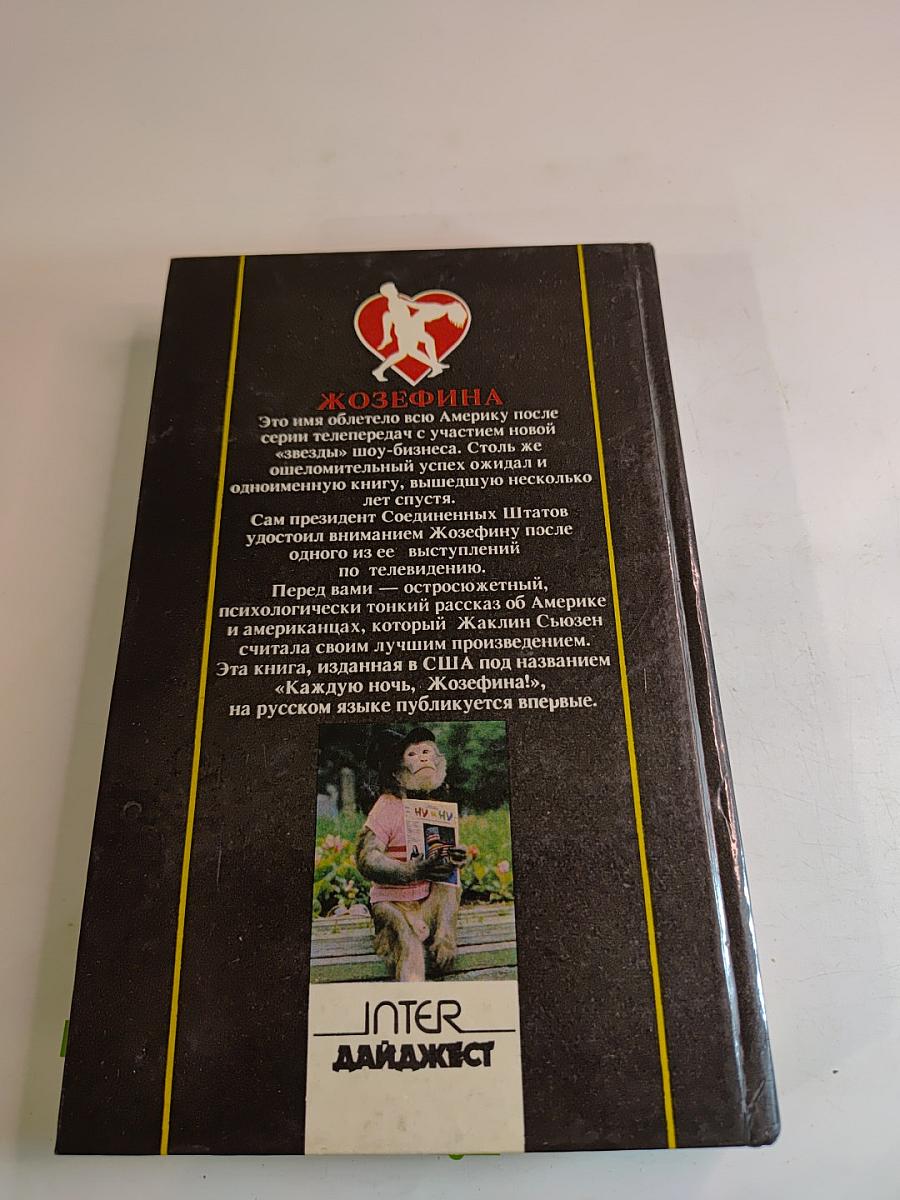 ЖОЗЕФИНА
Это имя облетело всю Америку после
серии телепередач с участием новой
«звезды» шоу-бизнеса. Столь же
ошеломительный успех ожидал и
одноименную книгу, вышедшую несколько
лет спустя.
Сам президент Соединенных Штатов
удостоил вниманием Жозефину после
одного из ее выступлений
по телевидению.
Перед вами — остросюжетный,
психологически тонкий рассказ об Америке
и американцах, который Жаклин Сьюзен
считала своим лучшим произведением.
Эта книга, изданная в США под названием
«Каждую ночь, Жозефина!»,
на русском языке публикуется впервые.
INTER
ДАЙДЖЕСТ